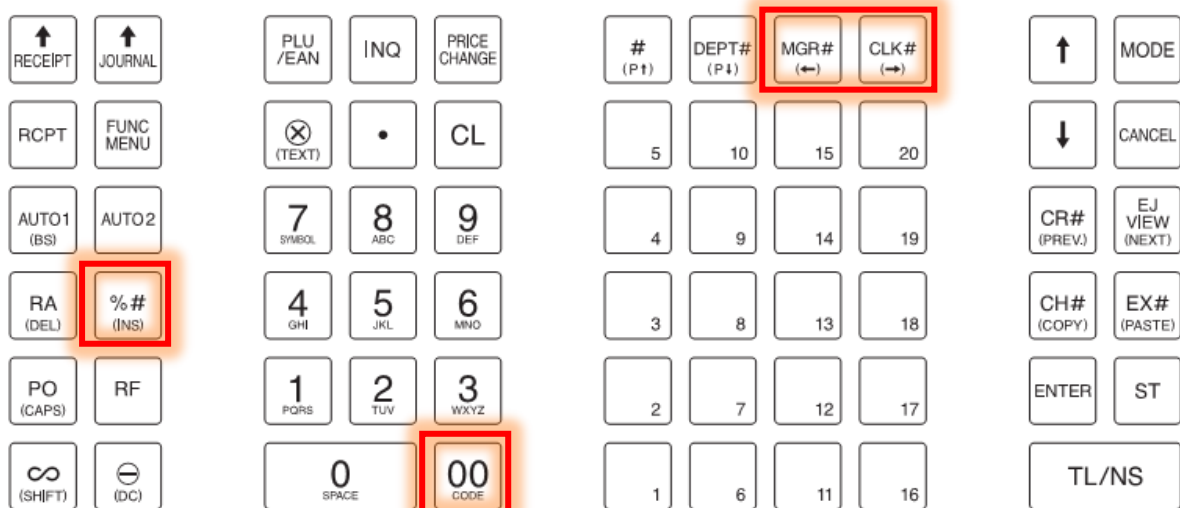 ↑ ↑ PLU INQ PRICE # DEPT# MGR# CLK# ↑ MODE
RECEIPT JOURNAL /EAN CHANGE (P↑) (P↓) (←) (→)
RCPT FUNC ⊗ • CL 5 10 15 20 ↓ CANCEL
MENU (TEXT)
AUTO1 AUTO2 7 8 9 4 9 14 19 CR# EJ
(BS) SYMBOL ABC DEF (PREV.) VIEW
(NEXT)
RA %# 4 5 6 3 8 13 18 CH# EX#
(DEL) (INS) GHI JKL MNO (COPY) (PASTE)
PO RF 1 2 3 2 7 12 17 ENTER ST
(CAPS) PQRS TUV WXYZ
∞ ⊖ 0 00 1 6 11 16 TL/NS
(SHIFT) (DC) SPACE CODE